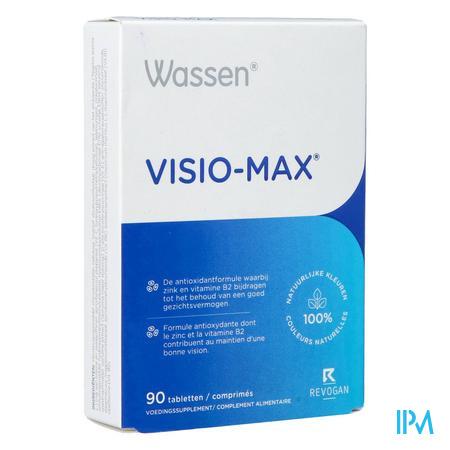 Wassen®
VISIO-MAX®
De antioxidantformule waarbij
zink en vitamine B2 bijdragen
tot het behoud van een goed
gezichtsvermogen.
Formule antioxydante dont
le zinc et la vitamine B2
contribuent au maintien d'une
bonne vision.
NATUURLIJKE KLEUREN
100%
COULEURS NATURELLES
90 tabletten / comprimés
VOEDINGSSUPPLEMENT/ COMPLEMENT ALIMENTAIRE
REVOGAN
IPM